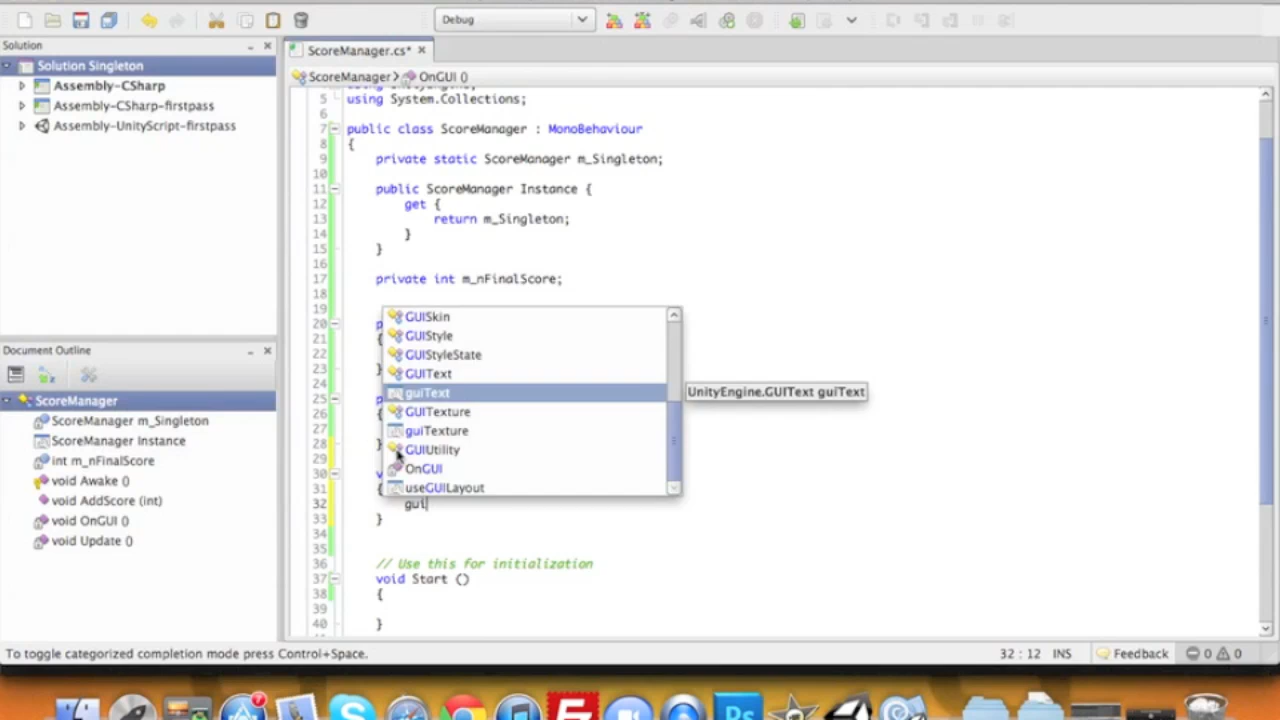 Debug
Solution
ScoreManager.cs*
Solution Singleton
Assembly-CSharp
Assembly-CSharp-firstpass
Assembly-UnityScript-firstpass
Document Outline
ScoreManager
ScoreManager m_Singleton
ScoreManager Instance
int m_nFinalScore
void Awake ()
void AddScore (int)
void OnGUI ()
void Update ()
ScoreManager
OnGUI ()
5 using System.Collections;
6
7 public class ScoreManager : MonoBehaviour
8 {
9 private static ScoreManager m_Singleton;
10
11 public ScoreManager Instance {
12 get {
13 return m_Singleton;
14 }
15 }
16
17 private int m_nFinalScore;
18
19
20 p
21 {
22
23 }
24
25 p
26 {
27
28 }
29
30 v
31 {
32 gui
33 }
34
35
36 // Use this for initialization
37 void Start ()
38 {
39
40 }
GUISkin
GUIStyle
GUIStyleState
GUIText
guiText
GUITexture
guiTexture
GUIUtility
OnGUI
useGUILayout
UnityEngine.GUIText guiText
To toggle categorized completion mode press Control+Space.
32 : 12 INS
Feedback
0 0
7
Ps